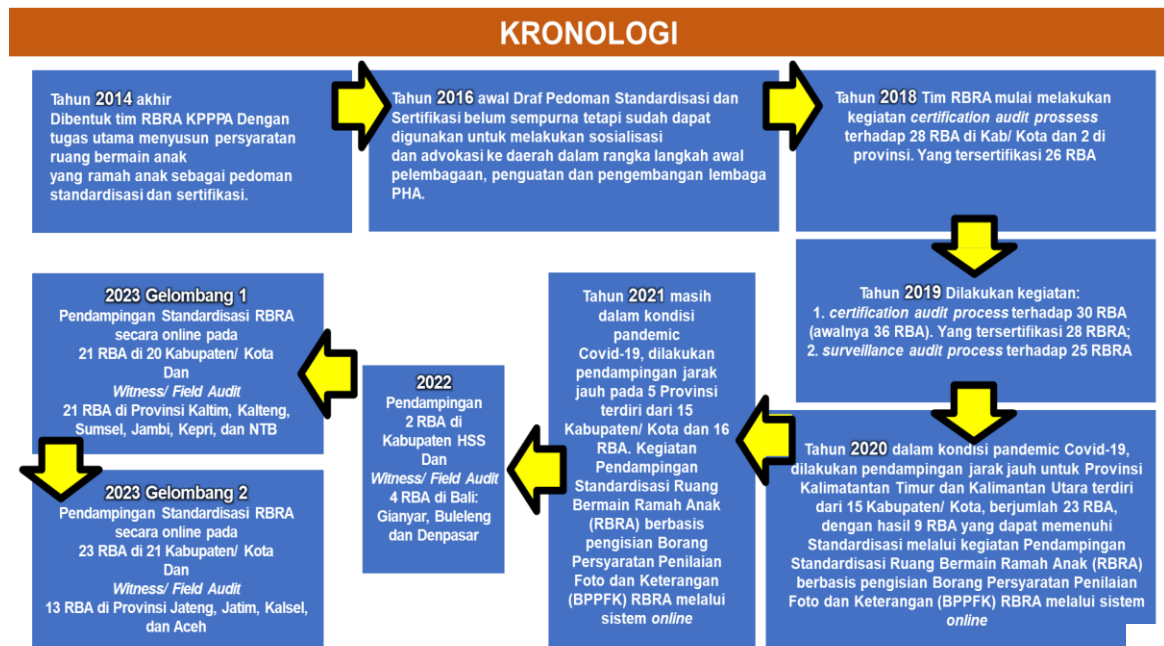 KRONOLOGI
Tahun 2014 akhir
Dibentuk tim RBRA KPPPA Dengan
tugas utama menyusun persyaratan
ruang bermain anak
yang ramah anak sebagai pedoman
standardisasi dan sertifikasi.
Tahun 2016 awal Draf Pedoman Standardisasi dan
Sertifikasi belum sempurna tetapi sudah dapat
digunakan untuk melakukan sosialisasi
dan advokasi ke daerah dalam rangka langkah awal
pelembagaan, penguatan dan pengembangan lembaga
PHA.
Tahun 2018 Tim RBRA mulai melakukan
kegiatan certification audit prossess
terhadap 28 RBA di Kab/ Kota dan 2 di
provinsi. Yang tersertifikasi 26 RBA
Tahun 2019 Dilakukan kegiatan:
1. certification audit process terhadap 30 RBA
(awalnya 36 RBA). Yang tersertifikasi 28 RBRA;
2. surveillance audit process terhadap 25 RBRA
Tahun 2020 dalam kondisi pandemic Covid-19,
dilakukan pendampingan jarak jauh untuk Provinsi
Kalimatantan Timur dan Kalimantan Utara terdiri
dari 15 Kabupaten/ Kota, berjumlah 23 RBA,
dengan hasil 9 RBA yang dapat memenuhi
Standardisasi melalui kegiatan Pendampingan
Standardisasi Ruang Bermain Ramah Anak (RBRA)
berbasis pengisian Borang Persyaratan Penilaian
Foto dan Keterangan (BPPFK) RBRA melalui sistem
online
Tahun 2021 masih
dalam kondisi
pandemic
Covid-19, dilakukan
pendampingan jarak
jauh pada 5 Provinsi
terdiri dari 15
Kabupaten/ Kota dan 16
RBA. Kegiatan
Pendampingan
Standardisasi Ruang
Bermain Ramah Anak
(RBRA) berbasis
pengisian Borang
Persyaratan Penilaian
Foto dan Keterangan
(BPPFK) RBRA melalui
sistem online
2022
Pendampingan
2 RBA di
Kabupaten HSS
Dan
Witness/ Field Audit
4 RBA di Bali:
Gianyar, Buleleng
dan Denpasar
2023 Gelombang 1
Pendampingan Standardisasi RBRA
secara online pada
21 RBA di 20 Kabupaten/ Kota
Dan
Witness/ Field Audit
21 RBA di Provinsi Kaltim, Kalteng,
Sumsel, Jambi, Kepri, dan NTB
2023 Gelombang 2
Pendampingan Standardisasi RBRA
secara online pada
23 RBA di 21 Kabupaten/ Kota
Dan
Witness/ Field Audit
13 RBA di Provinsi Jateng, Jatim, Kalsel,
dan Aceh